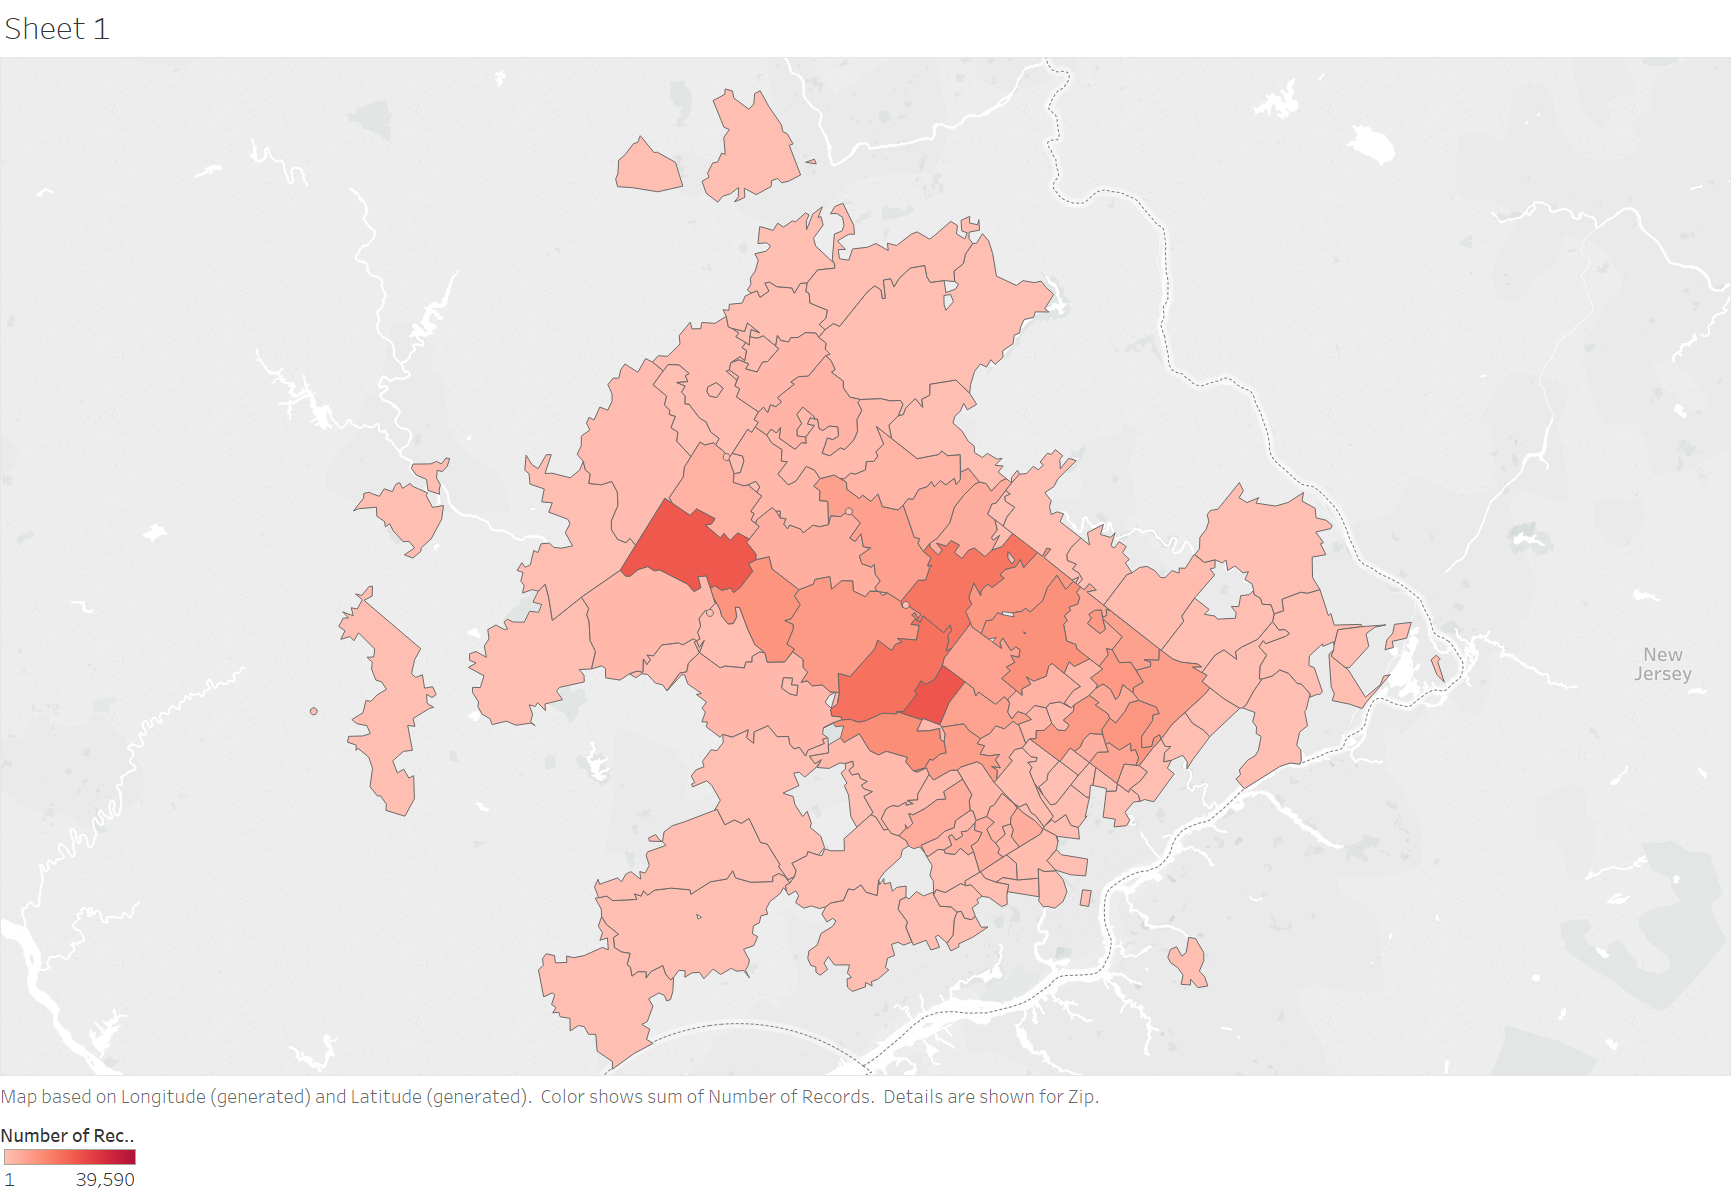 Sheet 1
New
Jersey
Map based on Longitude (generated) and Latitude (generated). Color shows sum of Number of Records. Details are shown for Zip.
Number of Rec..
1 39,590